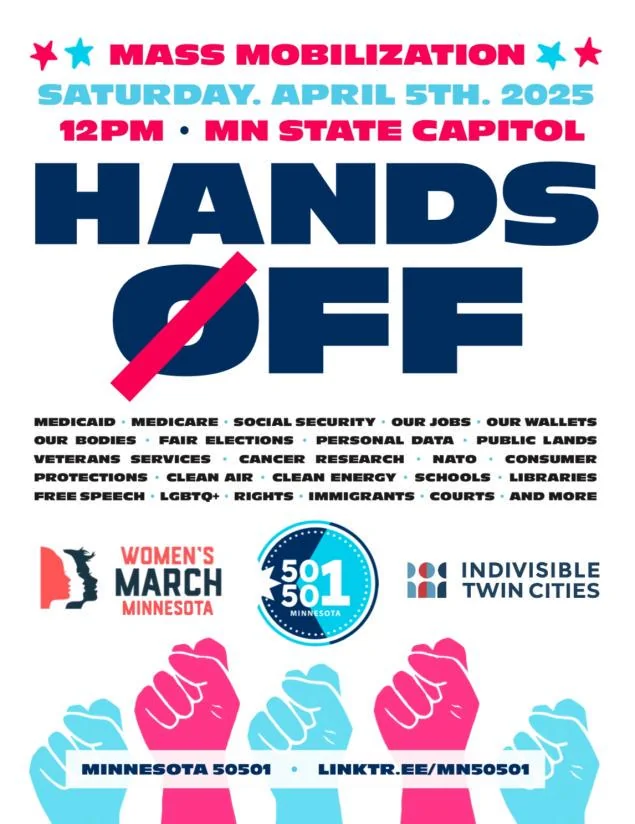 MASS MOBILIZATION
SATURDAY. APRIL 5TH. 2025
12PM • MN STATE CAPITOL
HANDS
OFF
MEDICAID • MEDICARE • SOCIAL SECURITY • OUR JOBS • OUR WALLETS
OUR BODIES • FAIR ELECTIONS • PERSONAL DATA • PUBLIC LANDS
VETERANS SERVICES • CANCER RESEARCH • NATO • CONSUMER
PROTECTIONS • CLEAN AIR • CLEAN ENERGY • SCHOOLS • LIBRARIES
FREE SPEECH • LGBTQ+ • RIGHTS • IMMIGRANTS • COURTS • AND MORE
WOMEN'S
MARCH
MINNESOTA
50
501
MINNESOTA
INDIVISIBLE
TWIN CITIES
MINNESOTA 50501 • LINKTR.EE/MN50501